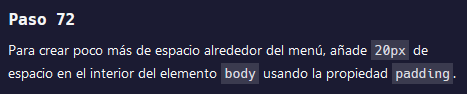 Paso 72
Para crear poco más de espacio alrededor del menú, añade 20px de
espacio en el interior del elemento body usando la propiedad padding.